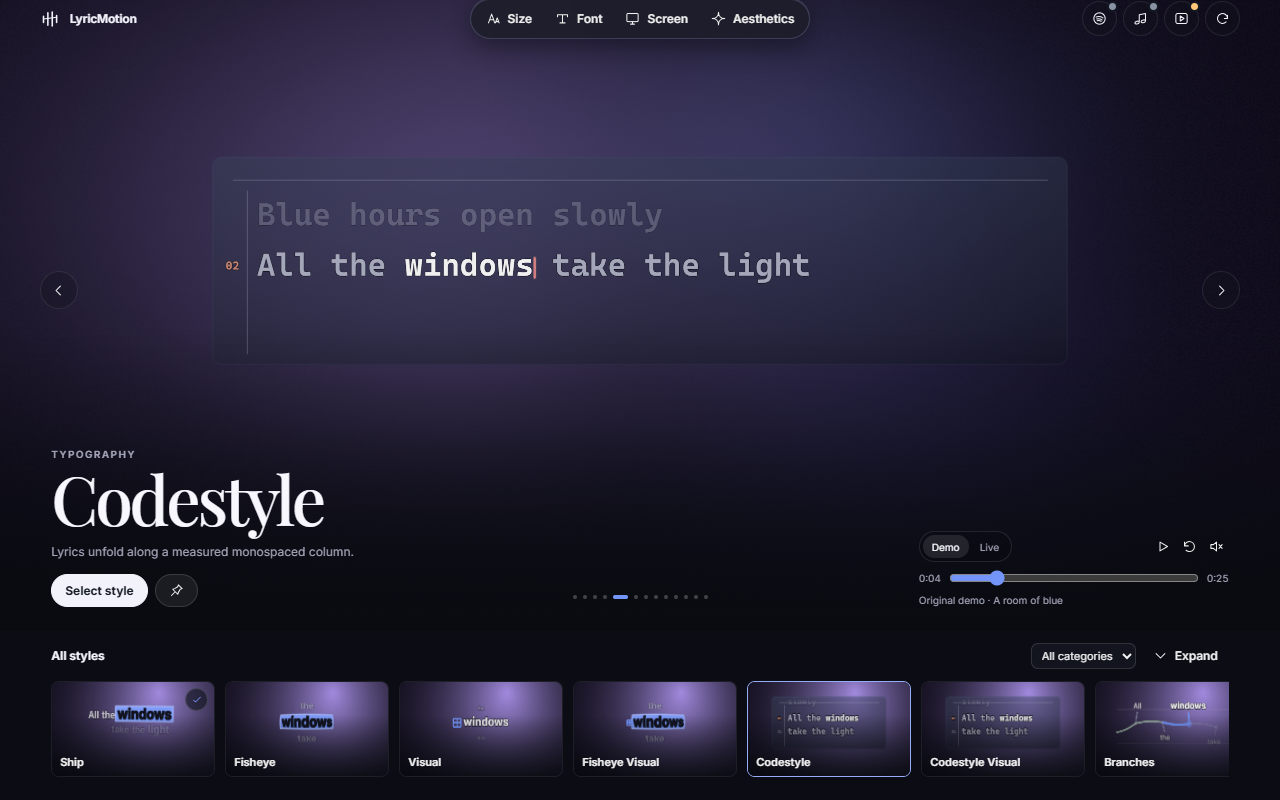 LyricMotion
Size
Font
Screen
Aesthetics
Blue hours open slowly
02
All the windows take the light
TYPOGRAPHY
Codestyle
Lyrics unfold along a measured monospaced column.
Select style
Demo
Live
0:04
0:25
Original demo · A room of blue
All styles
All categories
Expand
All the windows
take the light
Ship
the
windows
take
Fisheye
windows
Visual
the
windows
take
Fisheye Visual
slowly
All the windows
take the light
Codestyle
slowly
All the windows
take the light
Codestyle Visual
All
windows
the
take
Branches